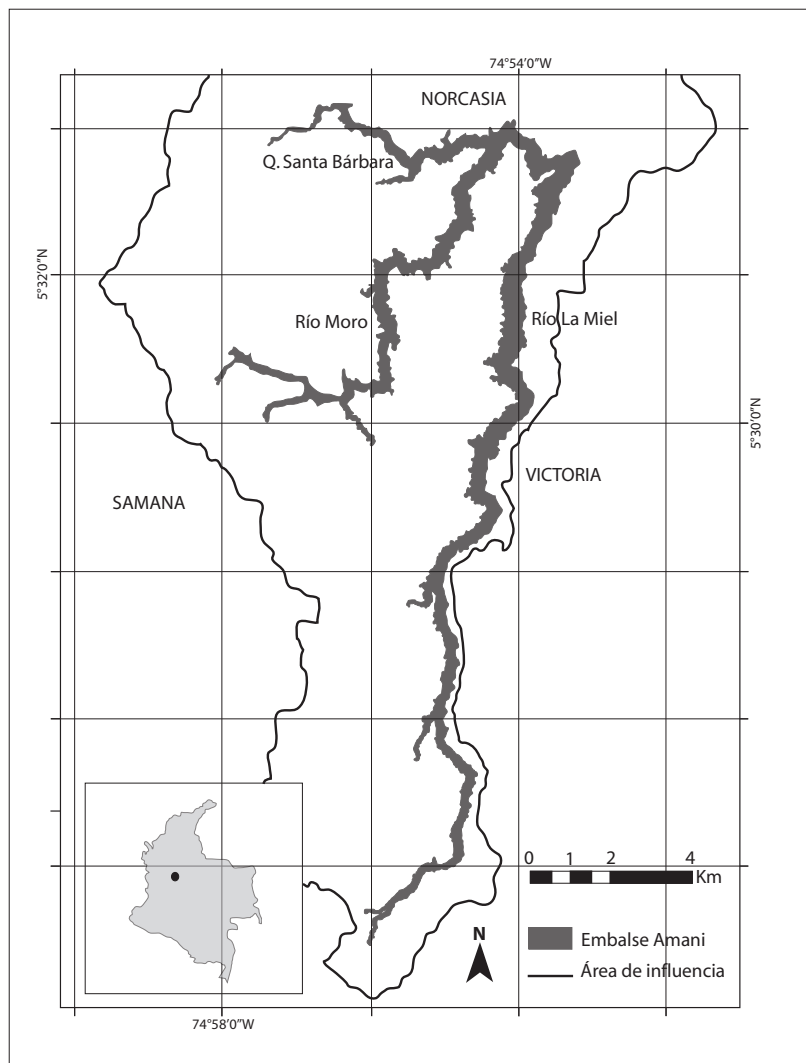 74°54'0"W
NORCASIA
Q. Santa Bárbara
5°32'0"N
Río Moro
Río La Miel
5°30'0"N
SAMANA
VICTORIA
0 1 2 4
Km
N
Embalse Amani
Área de influencia
74°58'0"W